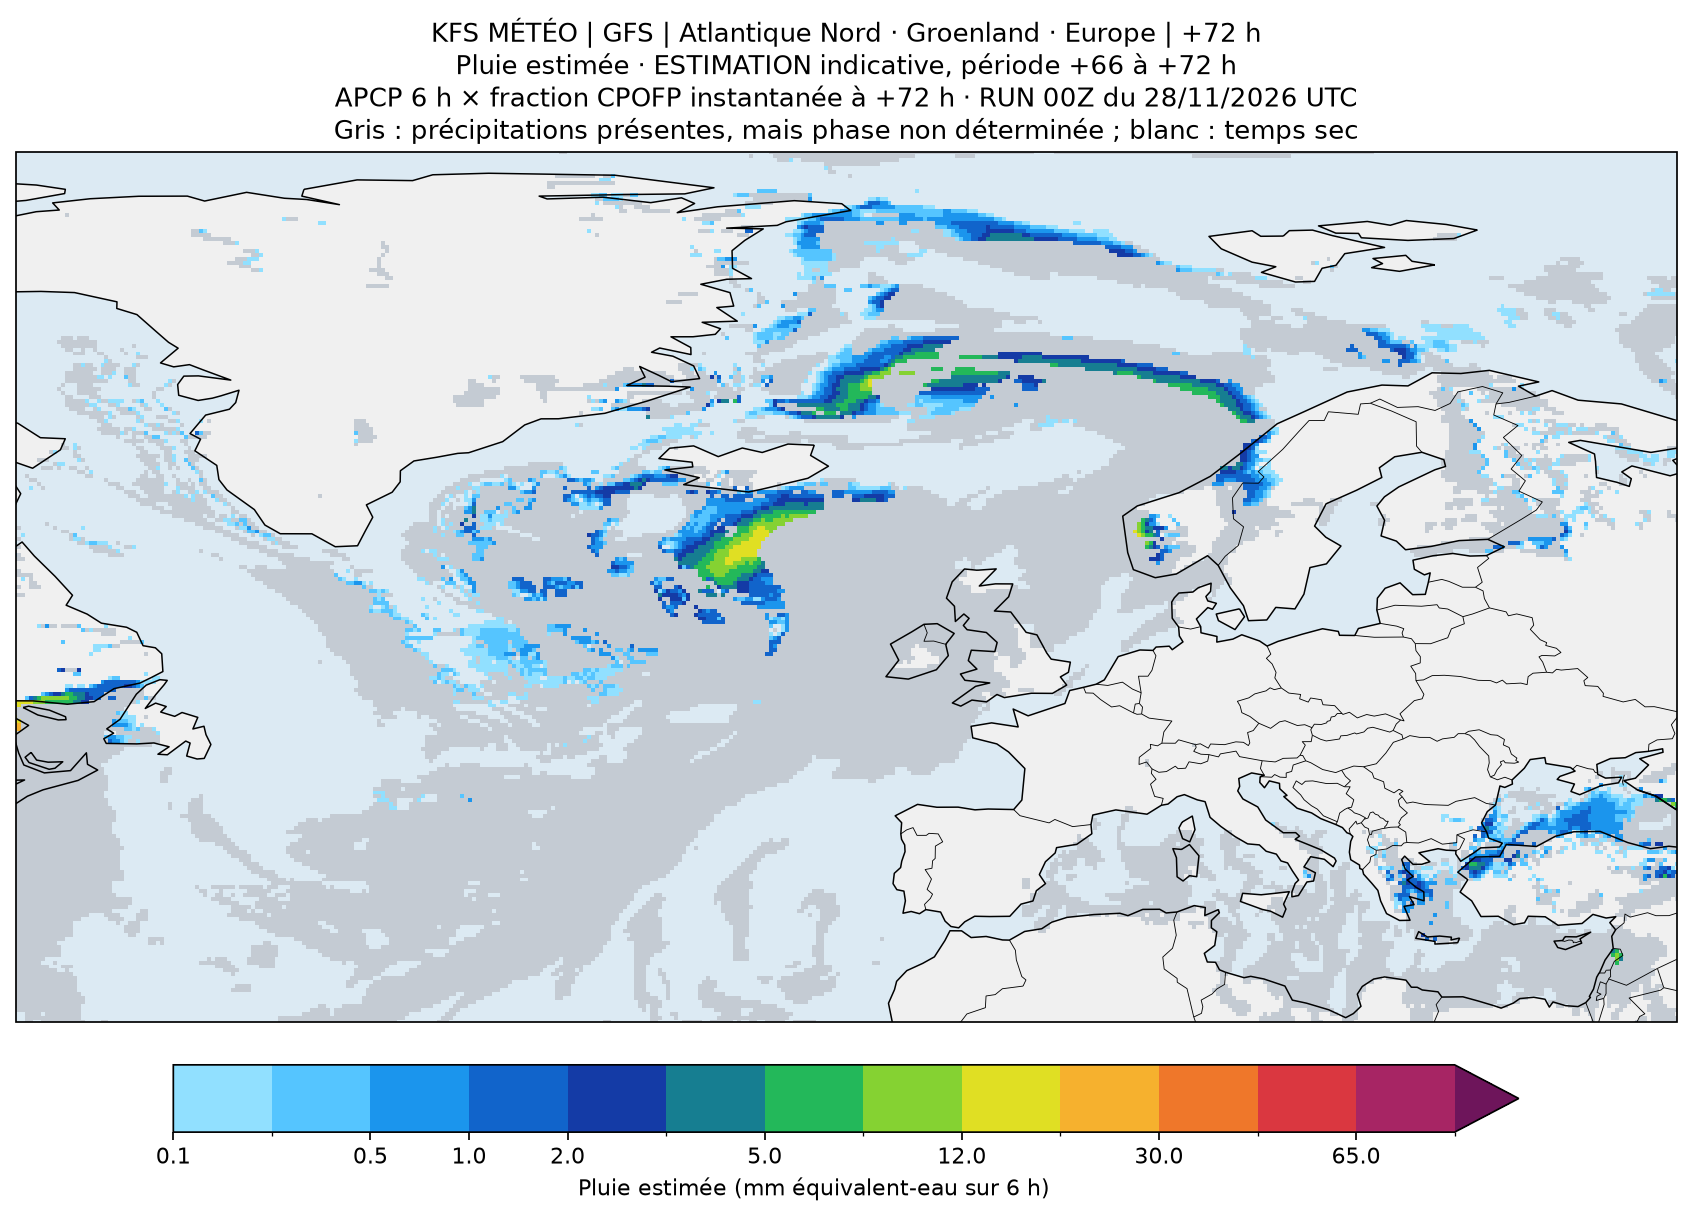 KFS MÉTÉO | GFS | Atlantique Nord · Groenland · Europe | +72 h
Pluie estimée · ESTIMATION indicative, période +66 à +72 h
APCP 6 h × fraction CPOFP instantanée à +72 h · RUN 00Z du 28/11/2026 UTC
Gris : précipitations présentes, mais phase non déterminée ; blanc : temps sec
0.1 0.5 1.0 2.0 5.0 12.0 30.0 65.0
Pluie estimée (mm équivalent-eau sur 6 h)